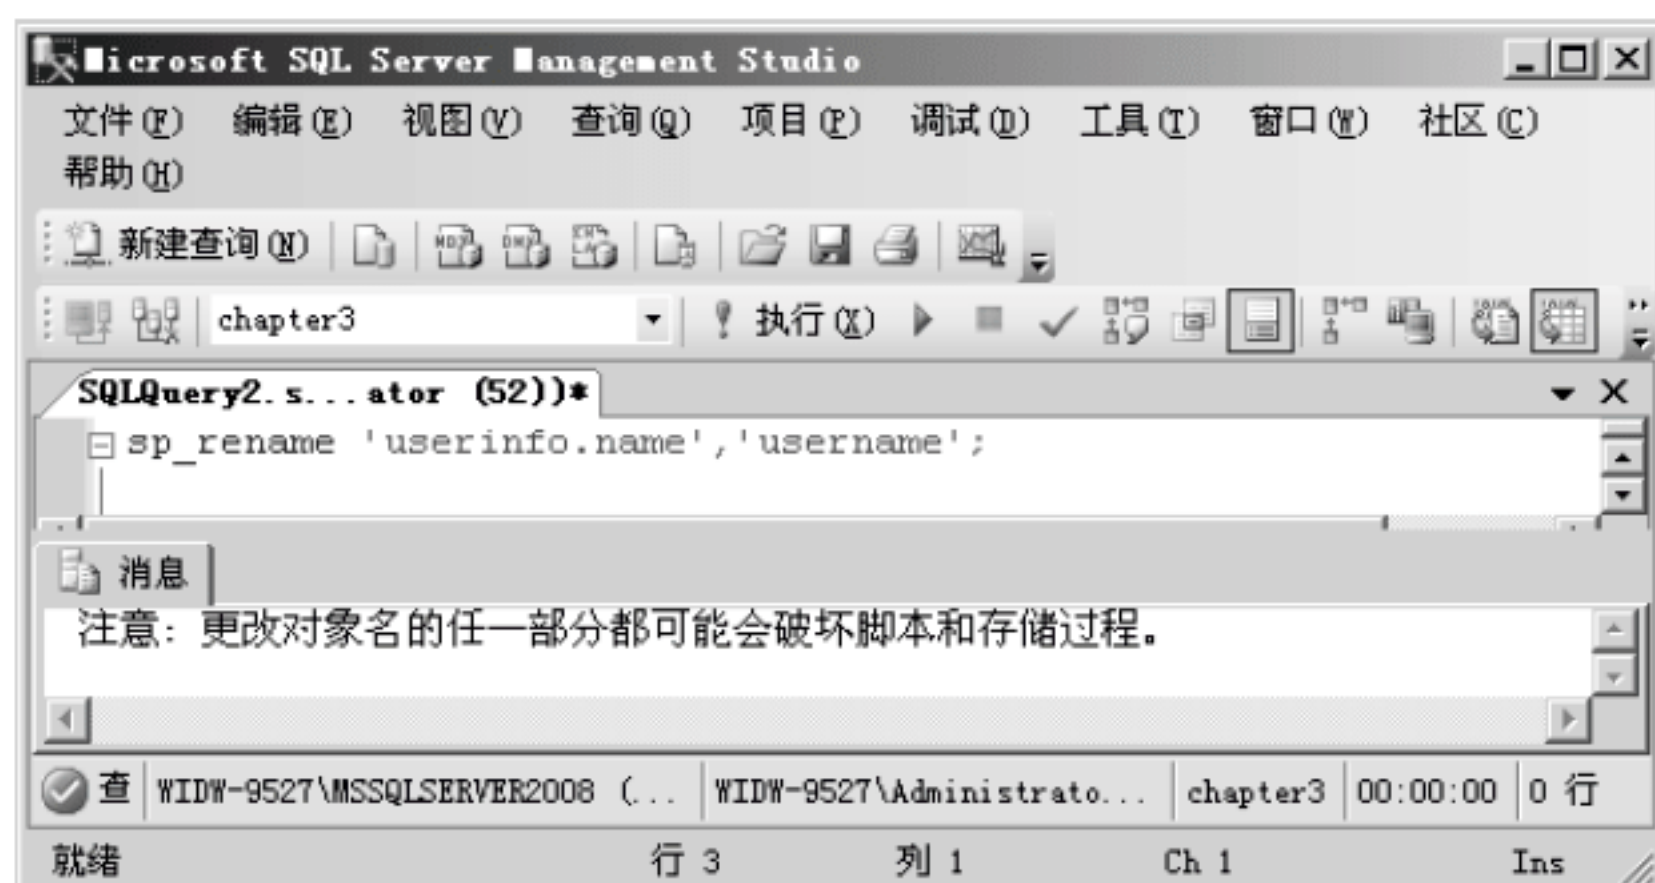 Microsoft SQL Server Management Studio
文件(F) 编辑(E) 视图(V) 查询(Q) 项目(P) 调试(D) 工具(T) 窗口(W) 社区(C)
帮助(H)
新建查询(N)
chapter3 执行(X)
SQLQuery2.s...ator (52))*
sp_rename 'userinfo.name','username';
消息
注意: 更改对象名的任一部分都可能会破坏脚本和存储过程。
查 WIDW-9527\MSSQLSERVER2008 (... WIDW-9527\Administrato... chapter3 00:00:00 0 行
就绪 行 3 列 1 Ch 1 Ins